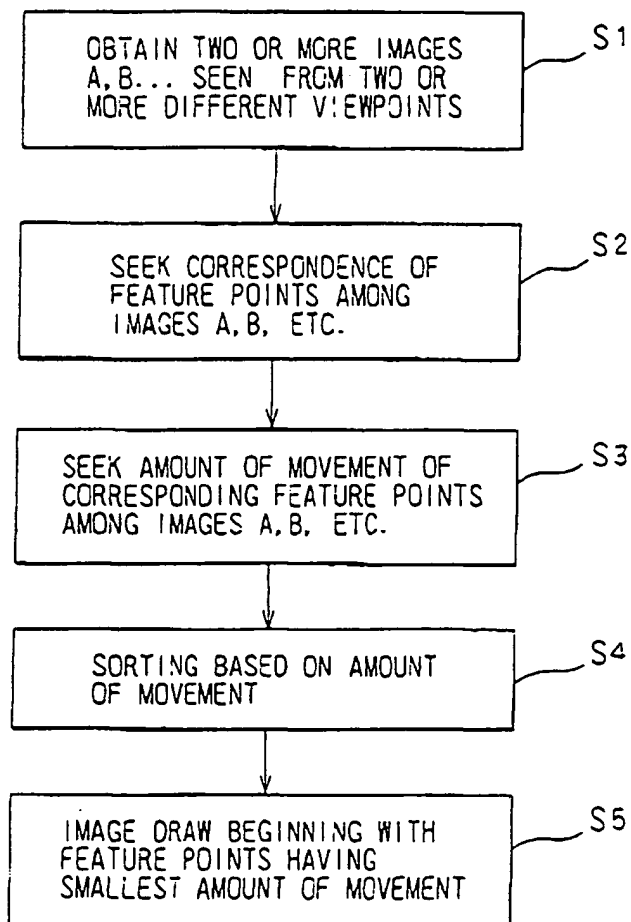 OBTAIN TWO OR MORE IMAGES
A, B... SEEN FROM TWO OR
MORE DIFFERENT VIEWPOINTS
S1
SEEK CORRESPONDENCE OF
FEATURE POINTS AMONG
IMAGES A, B, ETC.
S2
SEEK AMOUNT OF MOVEMENT OF
CORRESPONDING FEATURE POINTS
AMONG IMAGES A, B, ETC.
S3
SORTING BASED ON AMOUNT
OF MOVEMENT
S4
IMAGE DRAW BEGINNING WITH
FEATURE POINTS HAVING
SMALLEST AMOUNT OF MOVEMENT
S5